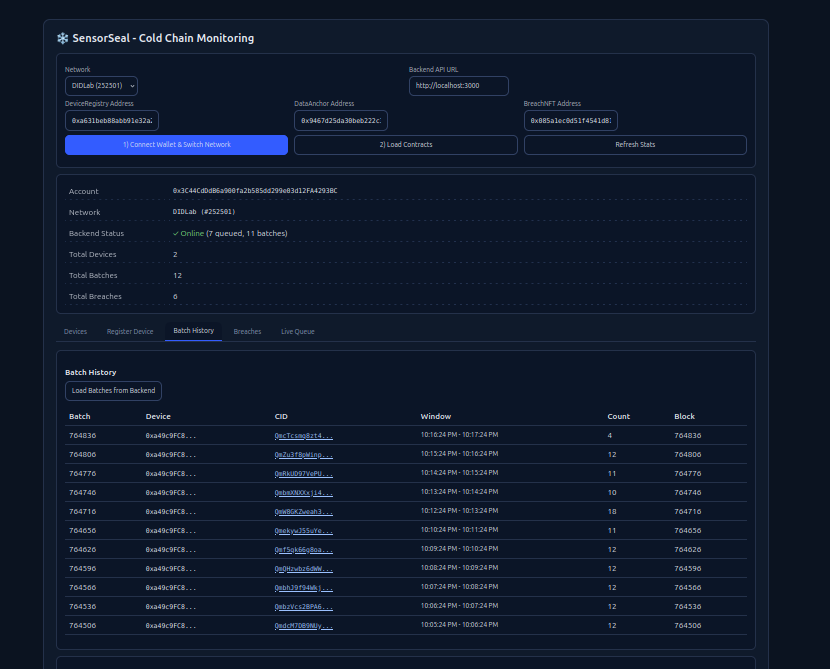 ❄️ SensorSeal - Cold Chain Monitoring
Network
Backend API URL
DIDLab (252501)
http://localhost:3000
DeviceRegistry Address
DataAnchor Address
BreachNFT Address
0xa631beb88abb91e32a
0x9467d25da30beb222c
0x085a1ec0d51f4541d8
1) Connect Wallet & Switch Network
2) Load Contracts
Refresh Stats
Account 0x3C44CdDdB6a900fa2b585dd299e03d12FA4293BC
Network DIDLab (#252501)
Backend Status ✓ Online (7 queued, 11 batches)
Total Devices 2
Total Batches 12
Total Breaches 6
Devices Register Device Batch History Breaches Live Queue
Batch History
Load Batches from Backend
Batch Device CID Window Count Block
764836 0xa49c9FC8... QmcTcsmq8zt4... 10:16:24 PM - 10:17:24 PM 4 764836
764806 0xa49c9FC8... QmZu3fBpWinp... 10:15:24 PM - 10:16:24 PM 12 764806
764776 0xa49c9FC8... QmRkUD97VePU... 10:14:24 PM - 10:15:24 PM 11 764776
764746 0xa49c9FC8... QmbmXNXXxji4... 10:13:24 PM - 10:14:24 PM 10 764746
764716 0xa49c9FC8... QmW8GKZweah3... 10:12:24 PM - 10:13:24 PM 18 764716
764656 0xa49c9FC8... QmekywJ55uYe... 10:10:24 PM - 10:11:24 PM 11 764656
764626 0xa49c9FC8... Qmf5qk66g8oa... 10:09:24 PM - 10:10:24 PM 12 764626
764596 0xa49c9FC8... QmQHzwbz6dWW... 10:08:24 PM - 10:09:24 PM 12 764596
764566 0xa49c9FC8... QmbhJ9f94Wkj... 10:07:24 PM - 10:08:24 PM 12 764566
764536 0xa49c9FC8... QmbzVcs2BPA6... 10:06:24 PM - 10:07:24 PM 12 764536
764506 0xa49c9FC8... QmdcM7DB9NUy... 10:05:24 PM - 10:06:24 PM 12 764506